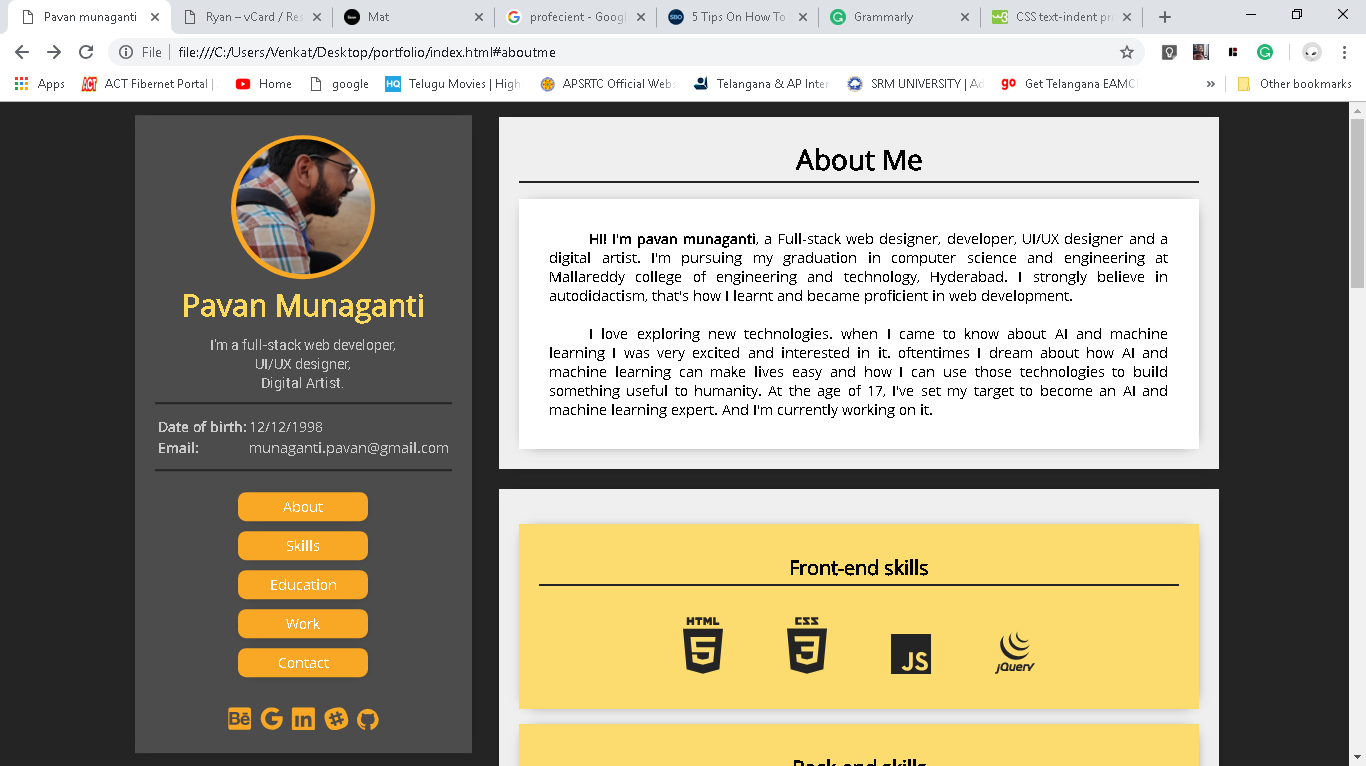 Pavan munaganti
Ryan – vCard / Res
Mat
profecient - Googl
5 Tips On How To
Grammarly
CSS text-indent pr
File
file:///C:/Users/Venkat/Desktop/portfolio/index.html#aboutme
Apps
ACT Fibernet Portal |
Home
google
Telugu Movies | High
APSRTC Official Webs
Telangana & AP Inter
SRM UNIVERSITY | Ad
Get Telangana EAMC
»
Other bookmarks
Pavan Munaganti
I'm a full-stack web developer,
UI/UX designer,
Digital Artist.
Date of birth: 12/12/1998
Email: munaganti.pavan@gmail.com
About
Skills
Education
Work
Contact
About Me
Hi! I'm pavan munaganti, a Full-stack web designer, developer, UI/UX designer and a
digital artist. I'm pursuing my graduation in computer science and engineering at
Mallareddy college of engineering and technology, Hyderabad. I strongly believe in
autodidactism, that's how I learnt and became proficient in web development.
I love exploring new technologies. when I came to know about AI and machine
learning I was very excited and interested in it. oftentimes I dream about how AI and
machine learning can make lives easy and how I can use those technologies to build
something useful to humanity. At the age of 17, I've set my target to become an AI and
machine learning expert. And I'm currently working on it.
Front-end skills
HTML 5
CSS 3
JS
jQuery
Back-end skills